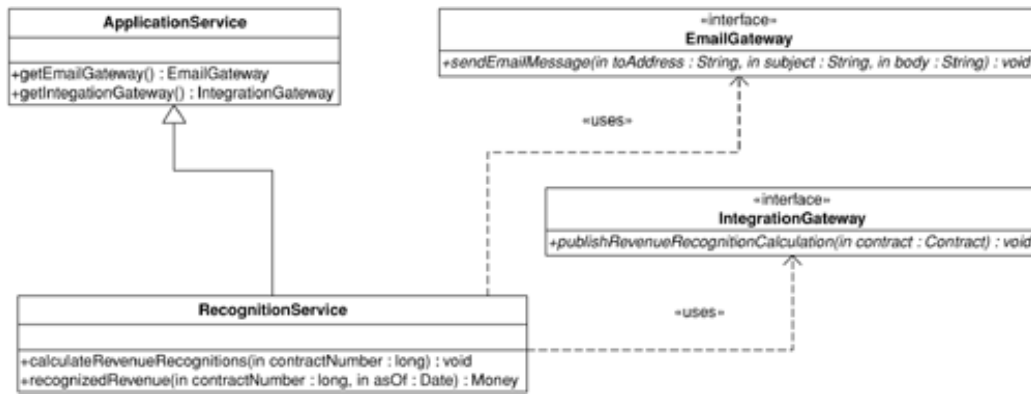 ApplicationService
+getEmailGateway() : EmailGateway
+getIntegationGateway() : IntegrationGateway
«interface»
EmailGateway
+sendEmailMessage(in toAddress : String, in subject : String, in body : String) : void
«uses»
«interface»
IntegrationGateway
+publishRevenueRecognitionCalculation(in contract : Contract) : void
«uses»
RecognitionService
+calculateRevenueRecognitions(in contractNumber : long) : void
+recognizedRevenue(in contractNumber : long, in asOf : Date) : Money